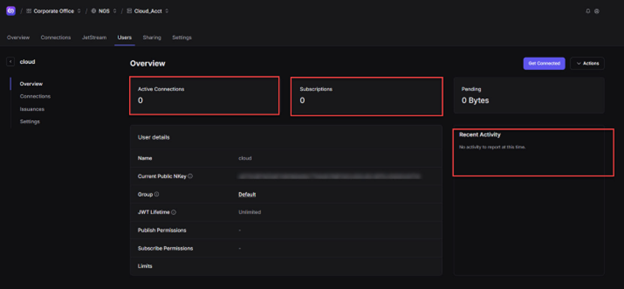 Corporate Office / NGS / Cloud_Acct
Overview Connections JetStream Users Sharing Settings
cloud
Overview
Connections
Issuances
Settings
Overview
Get Connected
Actions
Active Connections
0
Subscriptions
0
Pending
0 Bytes
User details
Name cloud
Current Public NKey
Group Default
JWT Lifetime Unlimited
Publish Permissions -
Subscribe Permissions -
Limits
Recent Activity
No activity to report at this time.